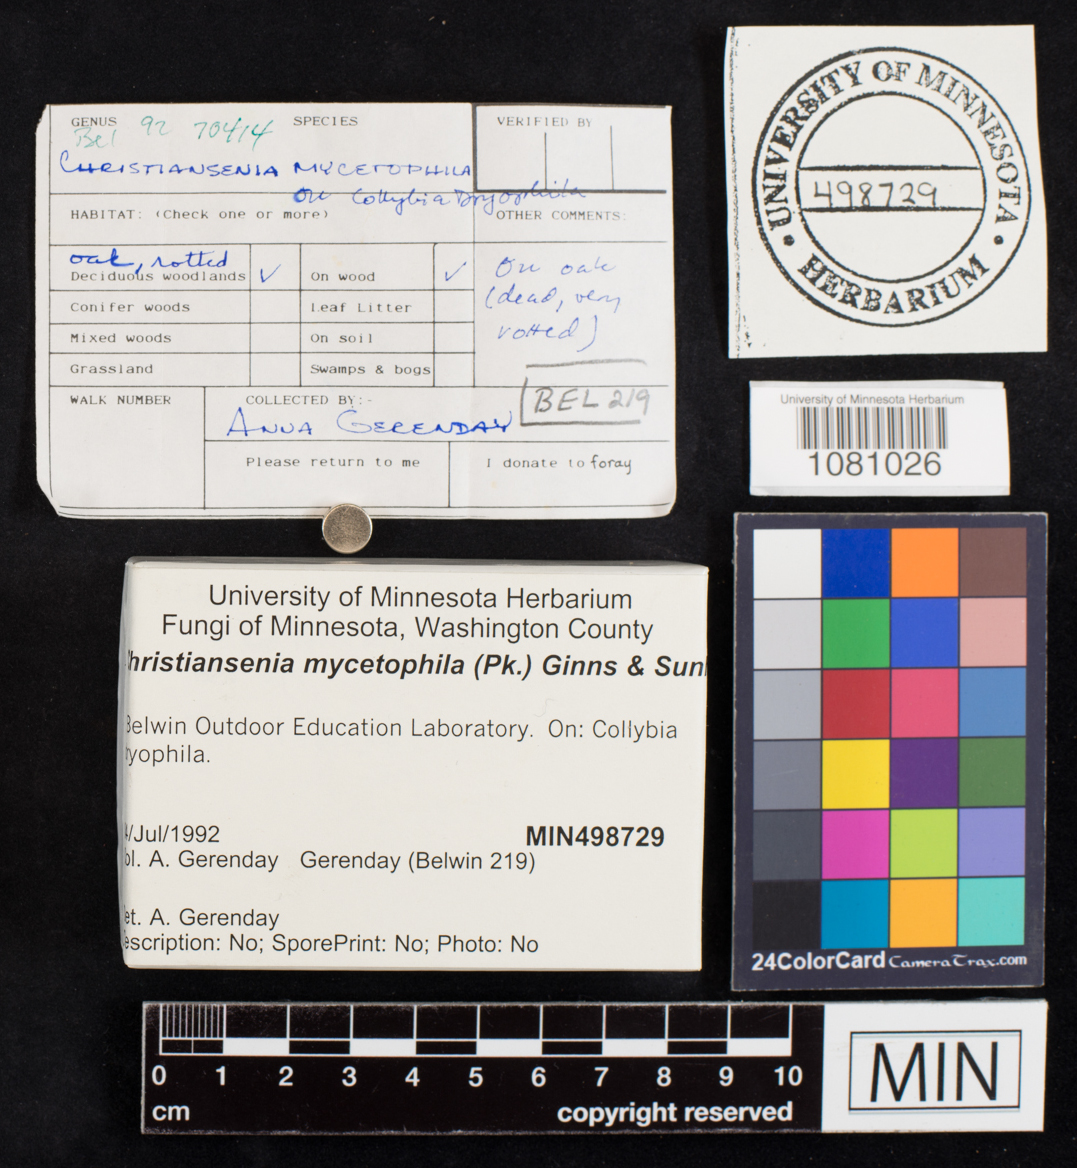 GENUS SPECIES VERIFIED BY
Bel 92 70414
CHRISTIANSENIA MYCETOPHILA
On Collybia Dryophila
HABITAT: (Check one or more) OTHER COMMENTS:
oak, rotted
Deciduous woodlands ✓ On wood ✓
On oak
(dead, very
rotted)
Conifer woods Leaf Litter
Mixed woods On soil
Grassland Swamps & bogs
BEL 219
WALK NUMBER COLLECTED BY:-
ANNA GERENDAY
Please return to me I donate to foray
UNIVERSITY OF MINNESOTA
498729
HERBARIUM
University of Minnesota Herbarium
1081026
University of Minnesota Herbarium
Fungi of Minnesota, Washington County
hristiansenia mycetophila (Pk.) Ginns & Sun
Belwin Outdoor Education Laboratory. On: Collybia
ryophila.
/Jul/1992 MIN498729
ol. A. Gerenday Gerenday (Belwin 219)
et. A. Gerenday
escription: No; SporePrint: No; Photo: No
24ColorCard CameraTrax.com
0 1 2 3 4 5 6 7 8 9 10
cm copyright reserved
MIN